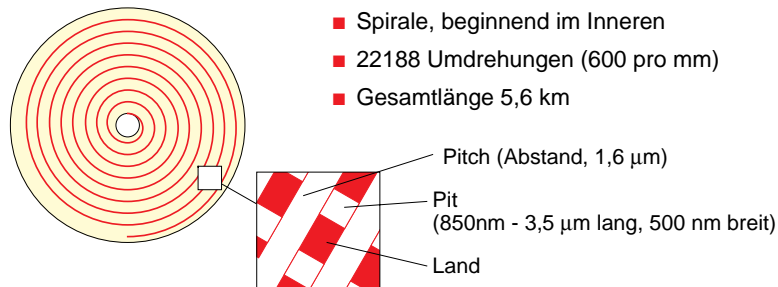 Spirale, beginnend im Inneren
22188 Umdrehungen (600 pro mm)
Gesamtlänge 5,6 km
Pitch (Abstand, 1,6 μm)
Pit
(850nm - 3,5 μm lang, 500 nm breit)
Land